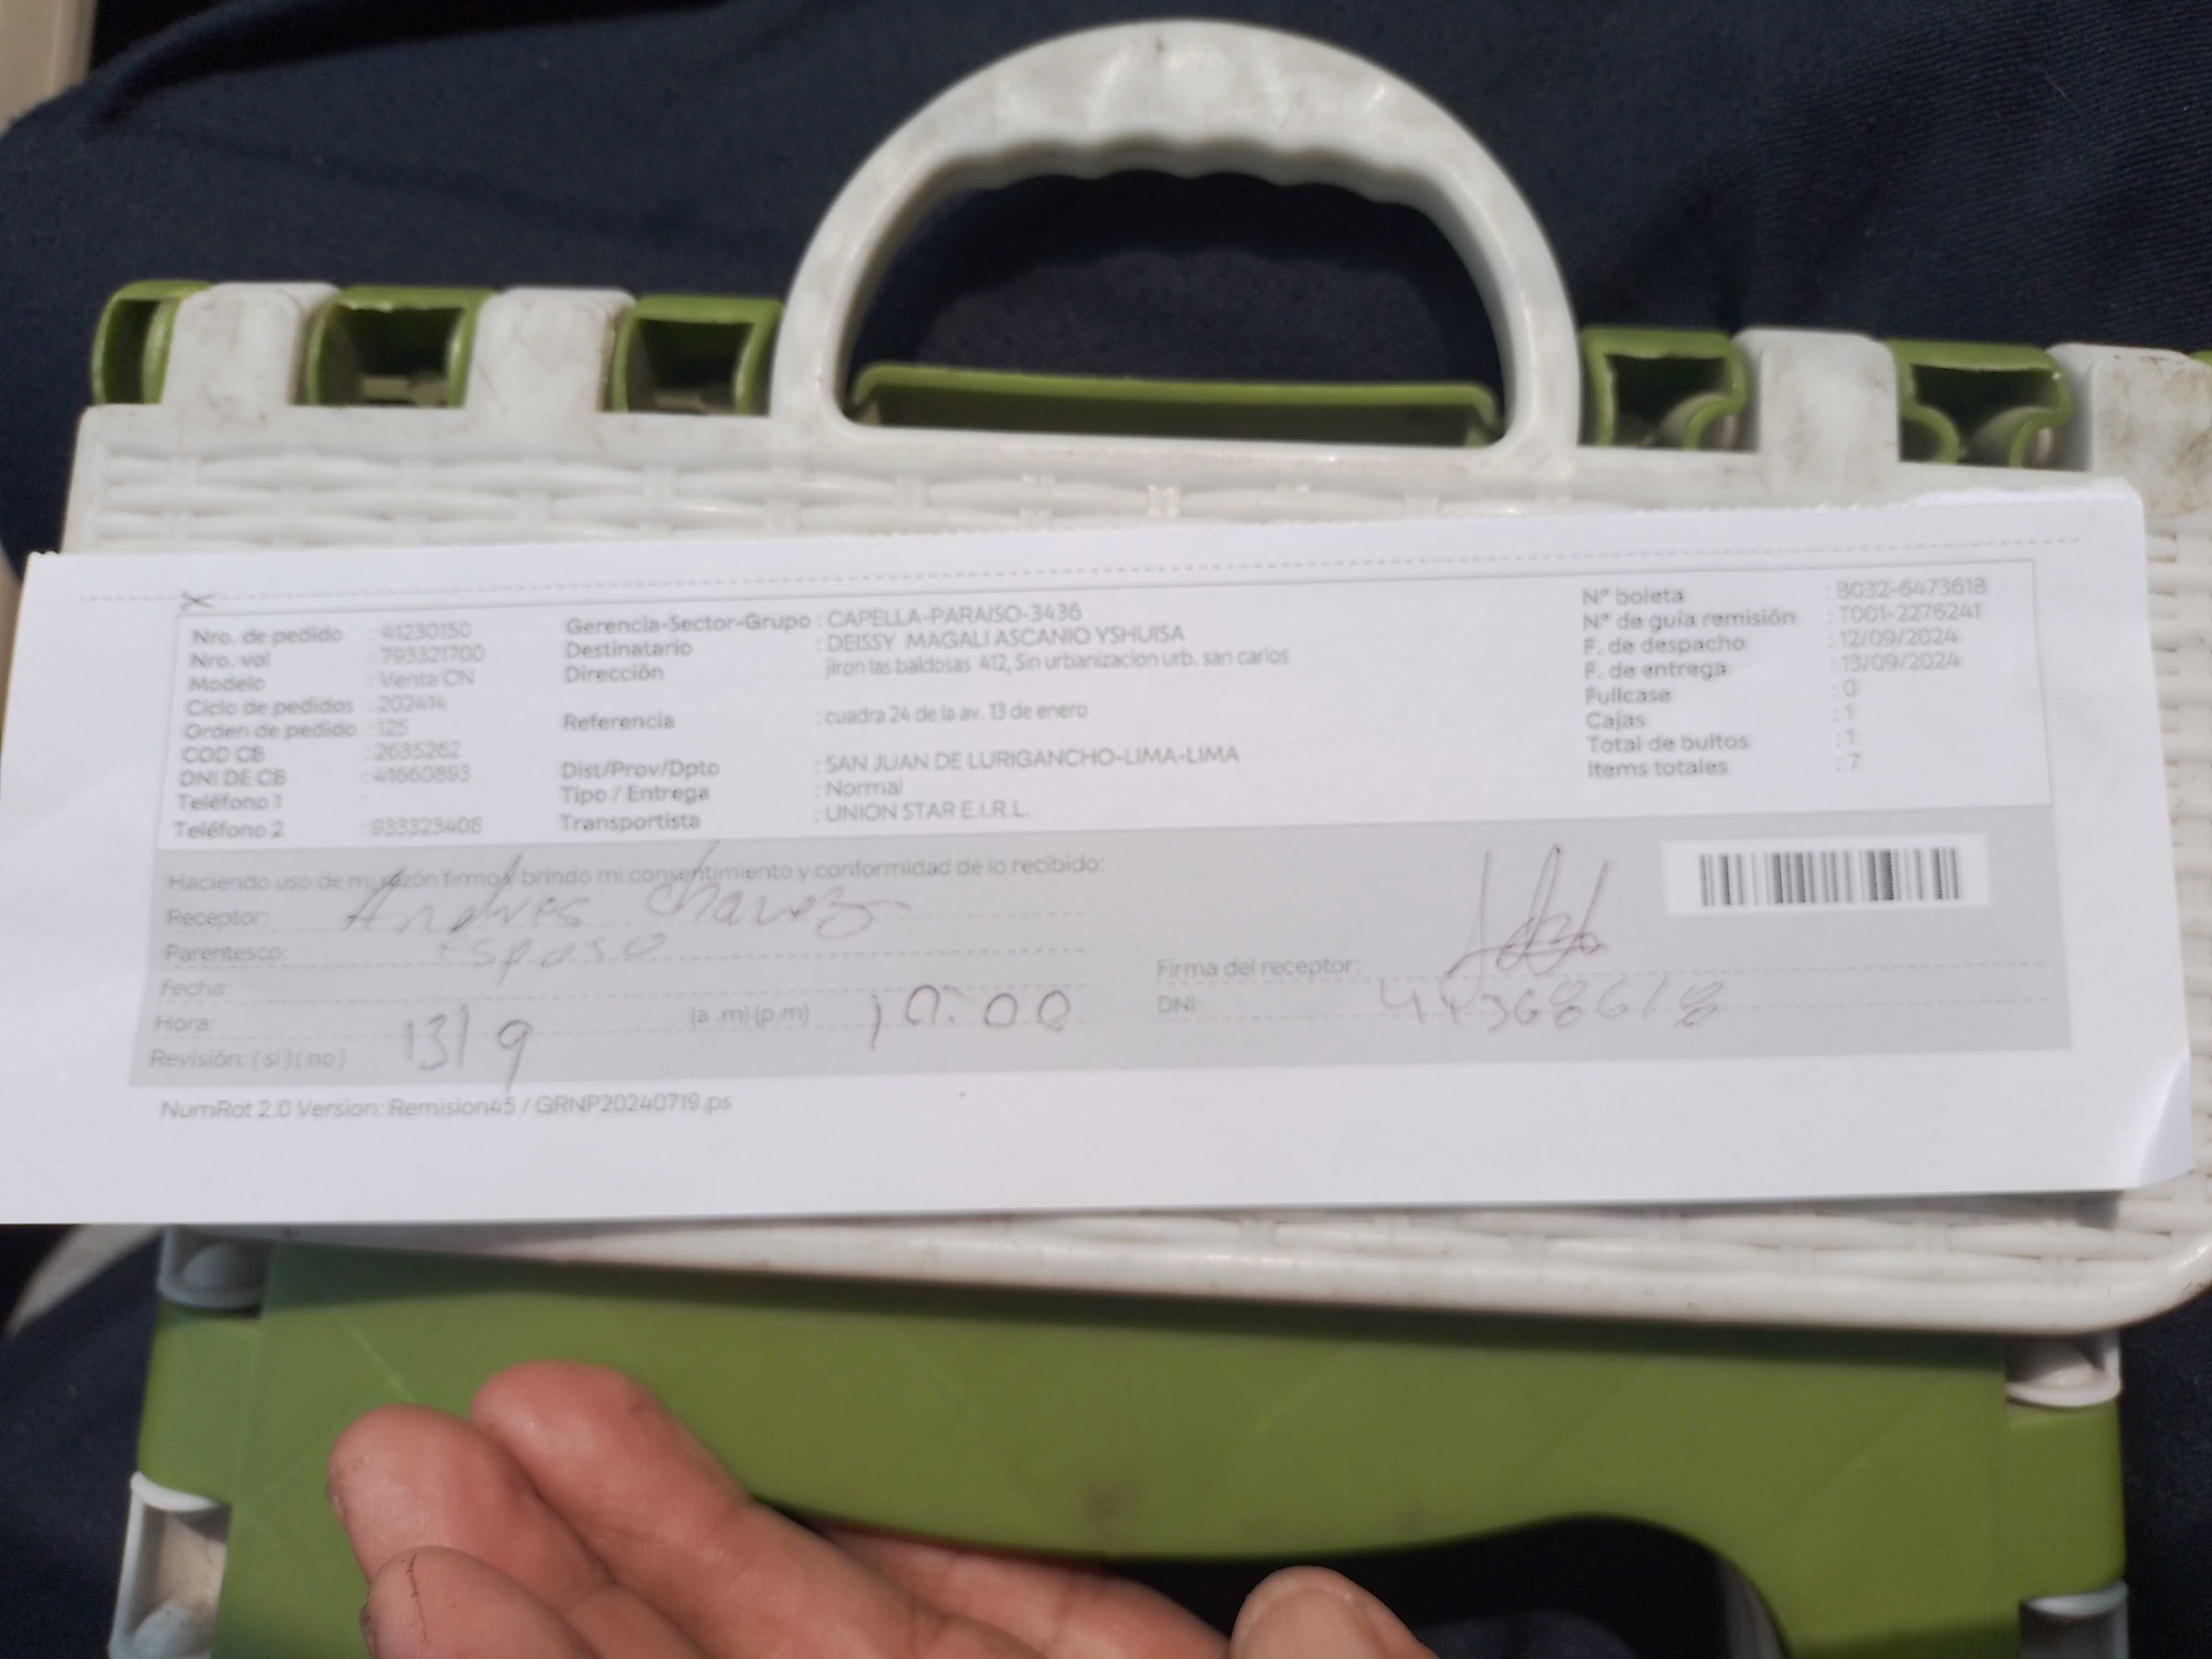 Nro. de pedido : 41230150
Nro. vol : 793321700
Modelo : Venta CN
Ciclo de pedidos : 202414
Orden de pedido : 125
COD CB : 2635262
DNI DE CB : 41660893
Teléfono 1 :
Teléfono 2 : 933323408
Gerencia-Sector-Grupo : CAPELLA-PARAISO-3436
Destinatario : DEISSY MAGALI ASCANIO YSHUISA
Dirección jiron las baldosas 412, Sin urbanizacion urb. san carlos
Referencia : cuadra 24 de la av. 13 de enero
Dist/Prov/Dpto : SAN JUAN DE LURIGANCHO-LIMA-LIMA
Tipo / Entrega : Normal
Transportista : UNION STAR E.I.R.L.
N° boleta : B032-6473618
N° de guía remisión : T001-2276241
F. de despacho : 12/09/2024
F. de entrega : 13/09/2024
Fullcase : 0
Cajas : 1
Total de bultos : 1
Items totales : 7
Haciendo uso de mi razón firmo/ brindo mi consentimiento y conformidad de lo recibido:
Receptor: Andres Chavez
Parentesco: esposo
Fecha:
Hora: 13/9 (a .m) (p.m) 10:00
Revisión: ( si ) ( no )
Firma del receptor:
DNI: 44368618
NumRot 2.0 Version: Remision45 / GRNP20240719.ps